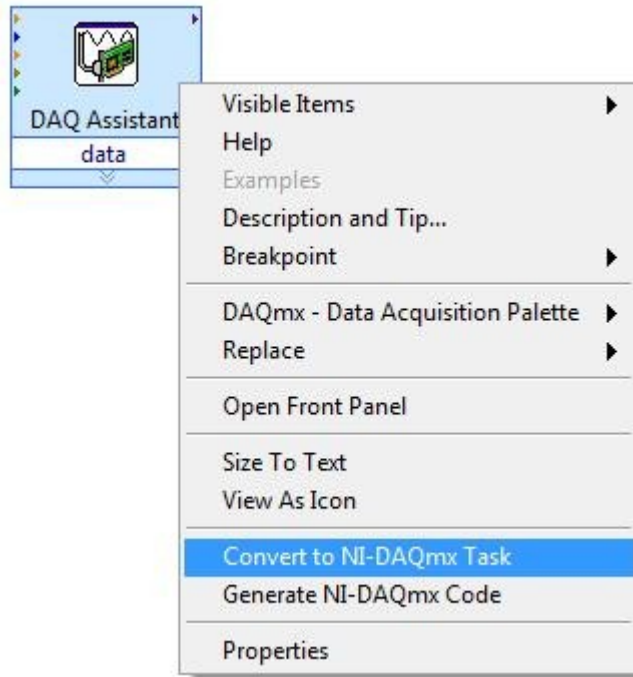 DAQ Assistant
data
Visible Items
Help
Examples
Description and Tip...
Breakpoint
DAQmx - Data Acquisition Palette
Replace
Open Front Panel
Size To Text
View As Icon
Convert to NI-DAQmx Task
Generate NI-DAQmx Code
Properties